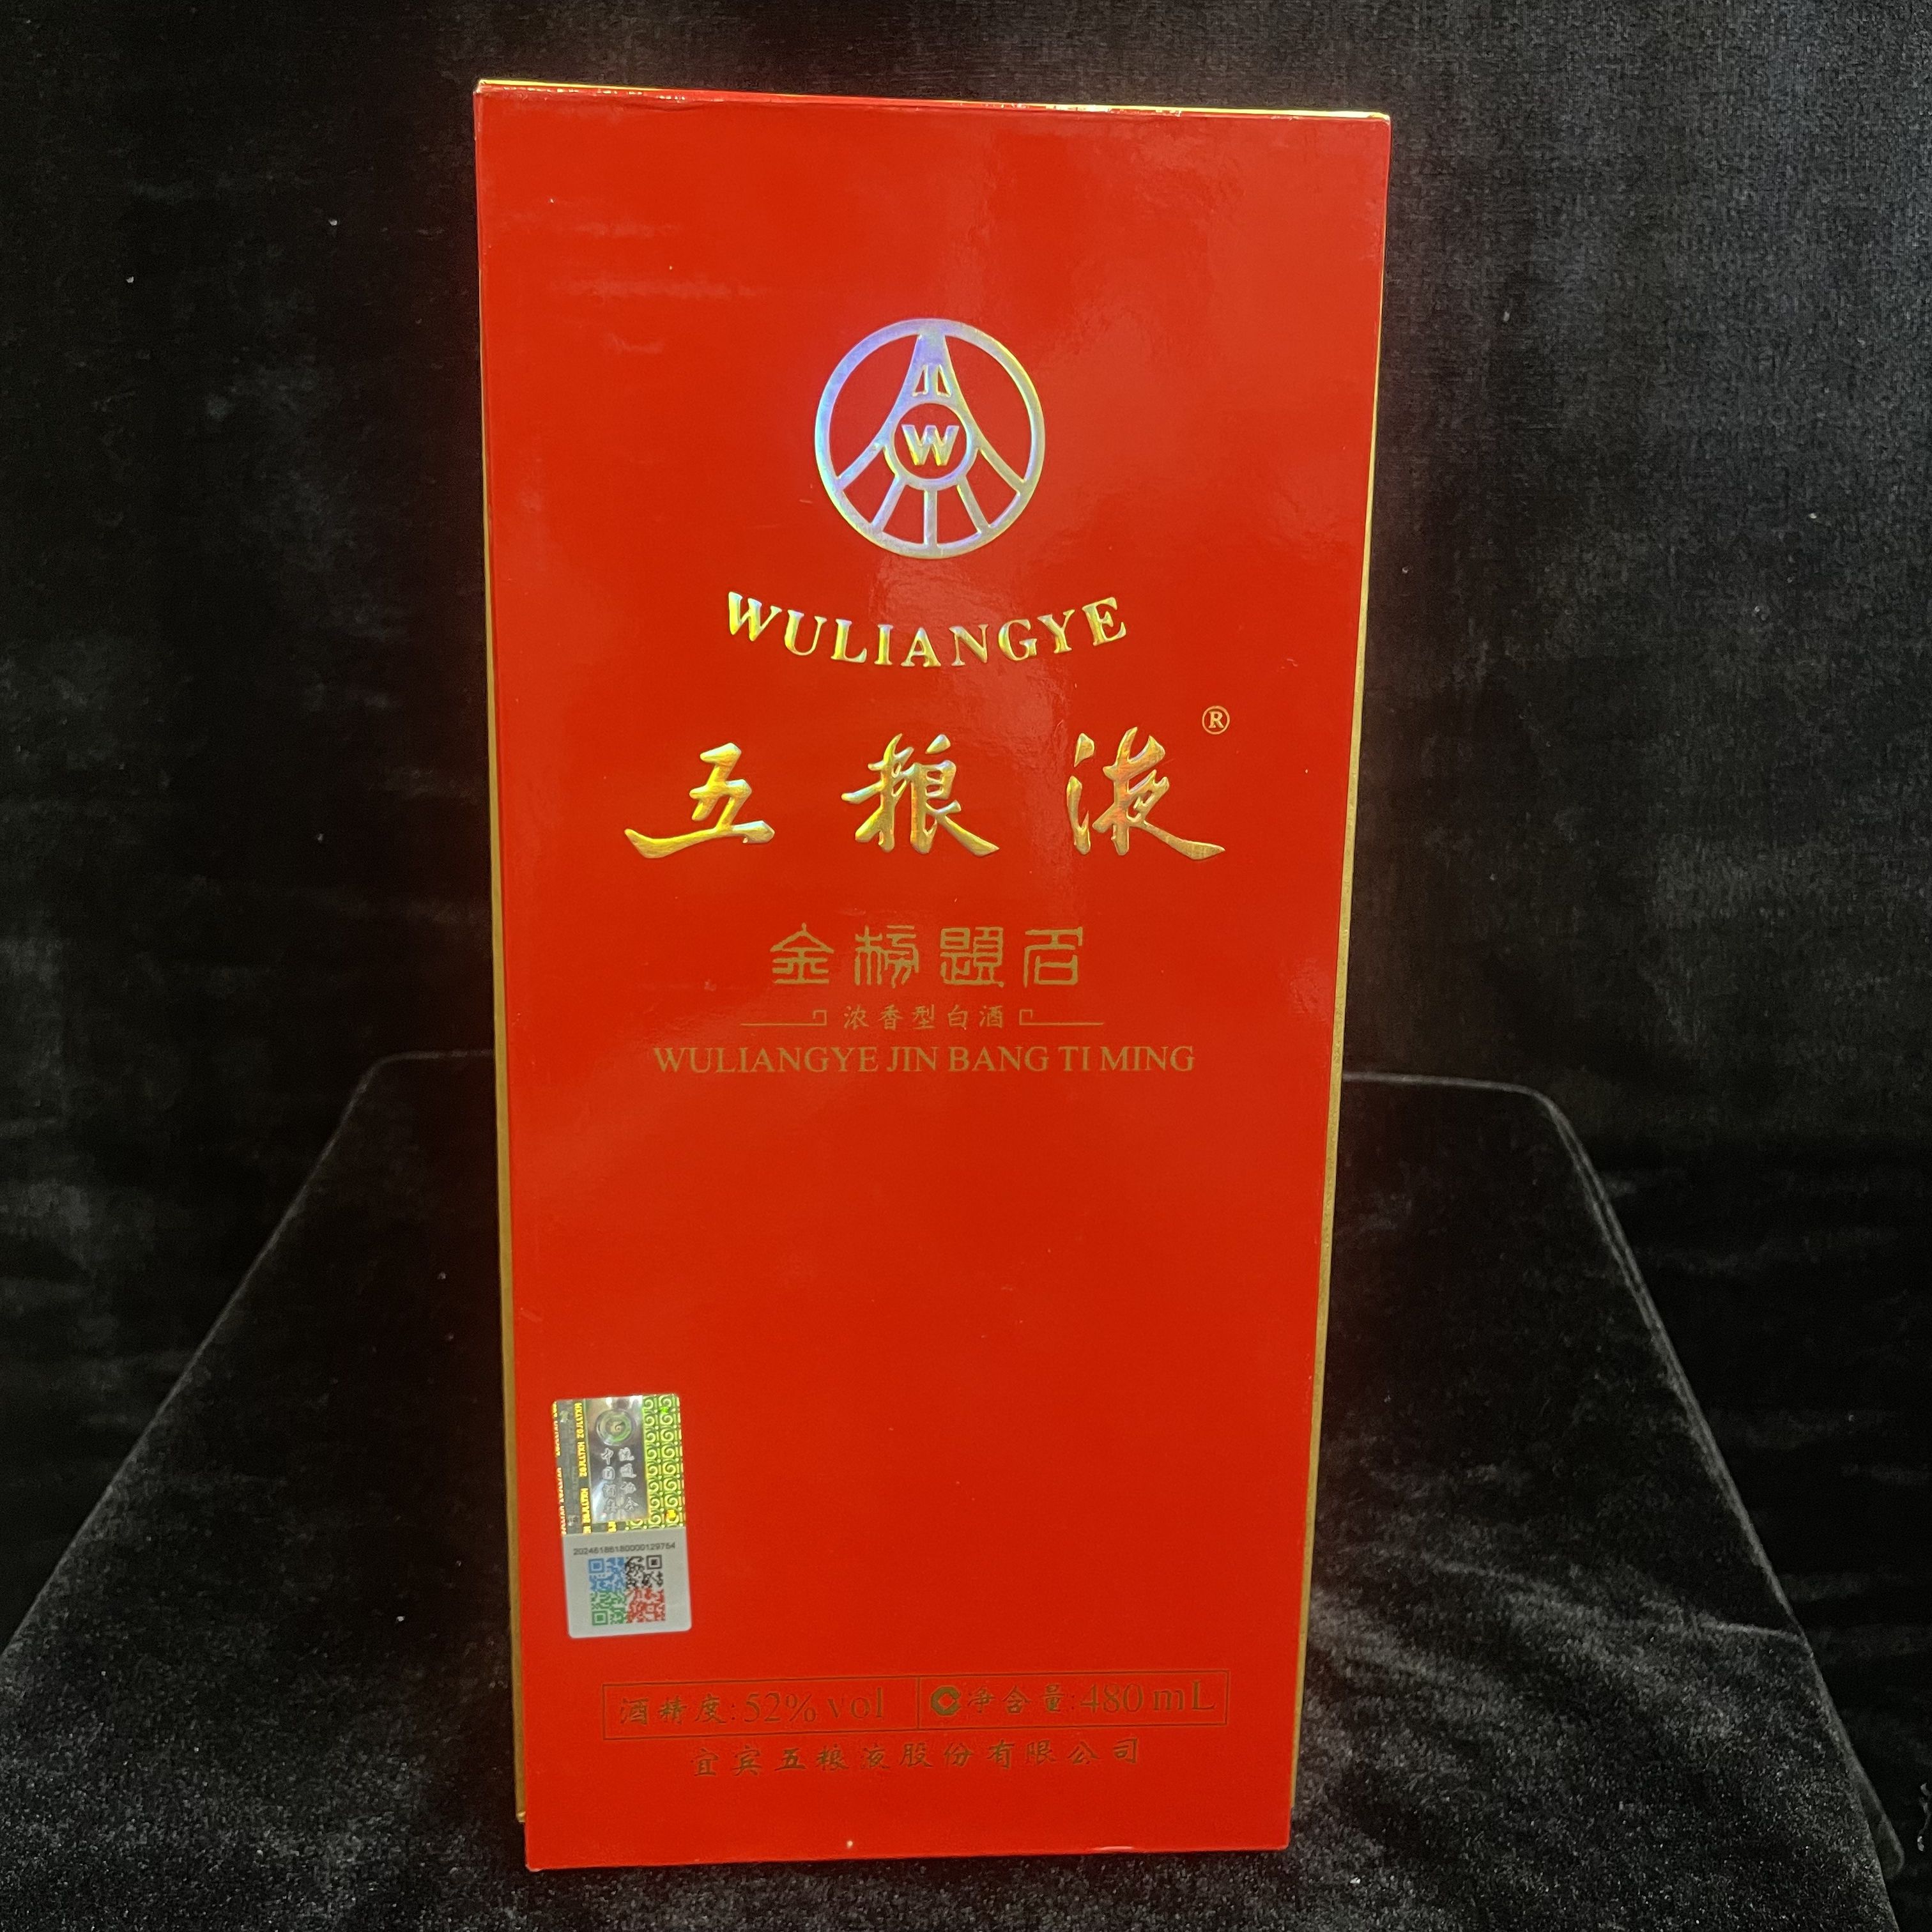 W
WULIANGYE
五粮液®
金榜题名
浓香型白酒
WULIANGYE JIN BANG TI MING
20246186180000129754
酒精度:52%vol
C净含量:480mL
宜宾五粮液股份有限公司